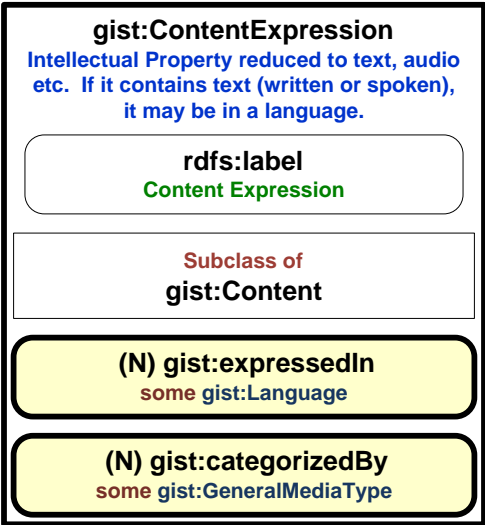 gist:ContentExpression
Intellectual Property reduced to text, audio
etc. If it contains text (written or spoken),
it may be in a language.
rdfs:label
Content Expression
Subclass of
gist:Content
(N) gist:expressedIn
some gist:Language
(N) gist:categorizedBy
some gist:GeneralMediaType